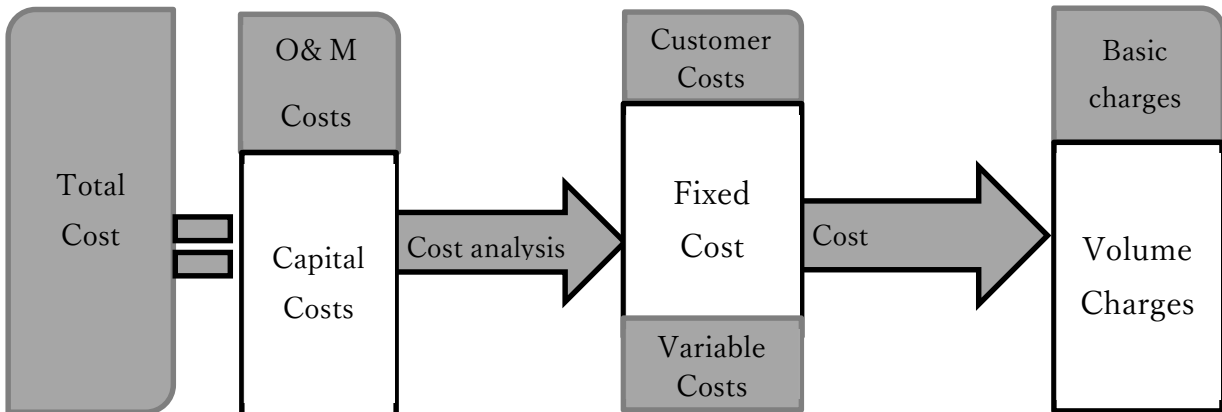 Total
Cost
O& M
Costs
Capital
Costs
Cost analysis
Customer
Costs
Fixed
Cost
Variable
Costs
Cost
Basic
charges
Volume
Charges